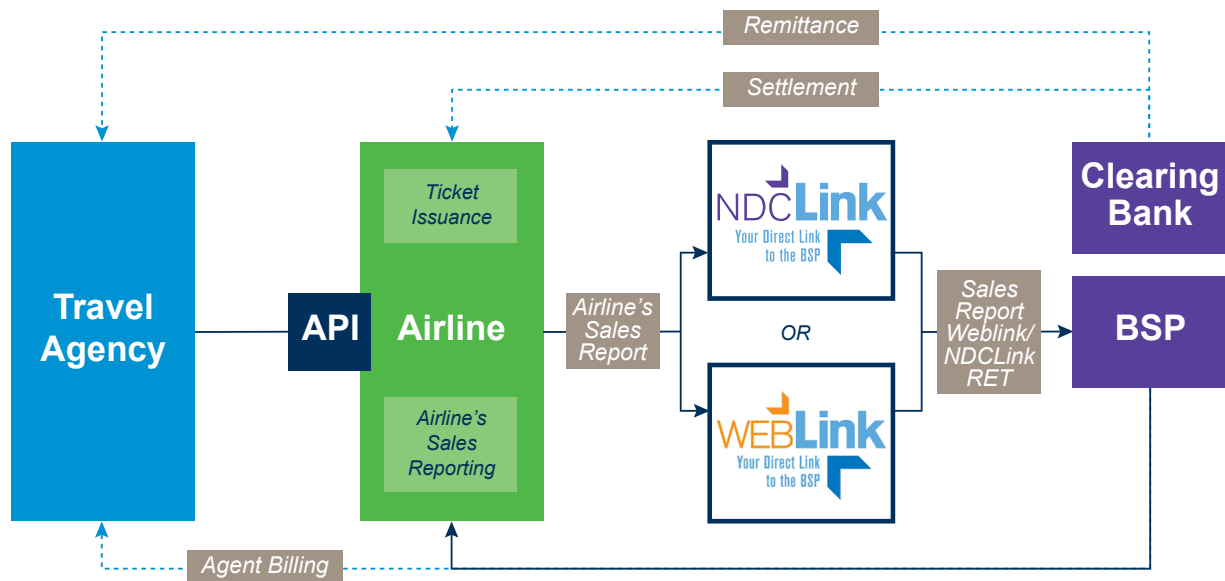 Remittance
Settlement
Travel
Agency
API
Airline
Ticket
Issuance
Airline's
Sales
Reporting
Airline's
Sales
Report
NDCLink
Your Direct Link
to the BSP
OR
WEBLink
Your Direct Link
to the BSP
Sales
Report
Weblink/
NDCLink
RET
Clearing
Bank
BSP
Agent Billing